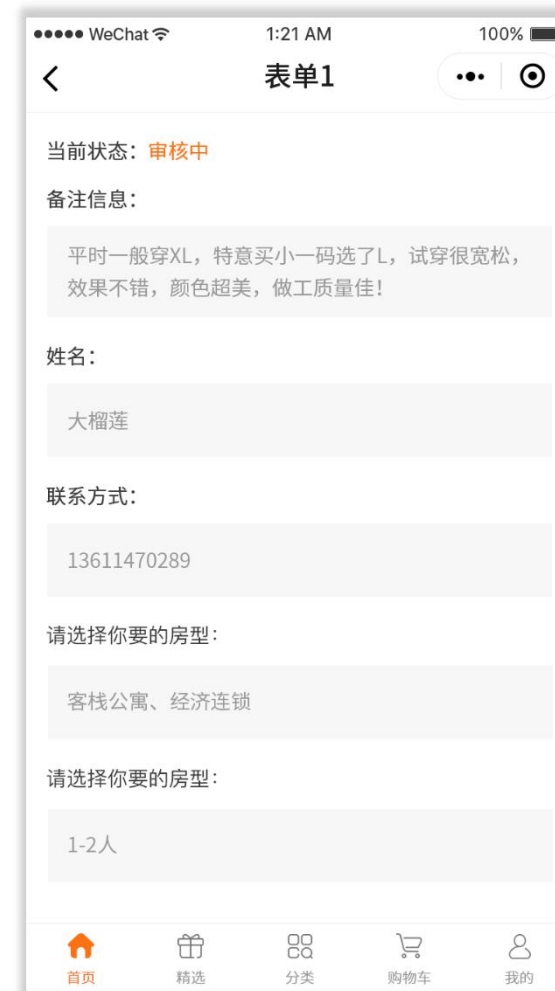 WeChat 1:21 AM 100%
表单1
当前状态：审核中
备注信息：
平时一般穿XL，特意买小一码选了L，试穿很宽松，
效果不错，颜色超美，做工质量佳！
姓名：
大榴莲
联系方式：
13611470289
请选择你要的房型：
客栈公寓、经济连锁
请选择你要的房型：
1-2人
首页 精选 分类 购物车 我的